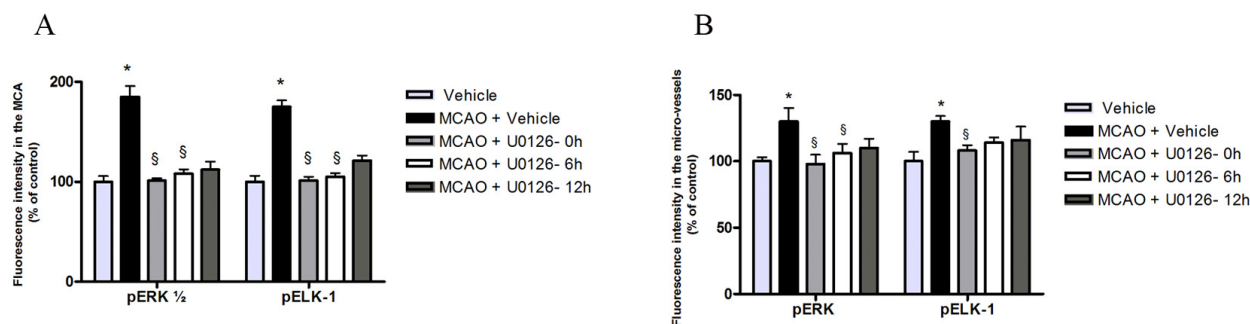 A
Fluorescence intensity in the MCA
(% of control)
200
100
0
*
§
§
*
§
§
pERK ½
pELK-1
Vehicle
MCAO + Vehicle
MCAO + U0126- 0h
MCAO + U0126- 6h
MCAO + U0126- 12h
B
Fluorescence intensity in the micro-vessels
(% of control)
150
100
50
0
*
§
§
*
§
pERK
pELK-1
Vehicle
MCAO + Vehicle
MCAO + U0126- 0h
MCAO + U0126- 6h
MCAO + U0126- 12h